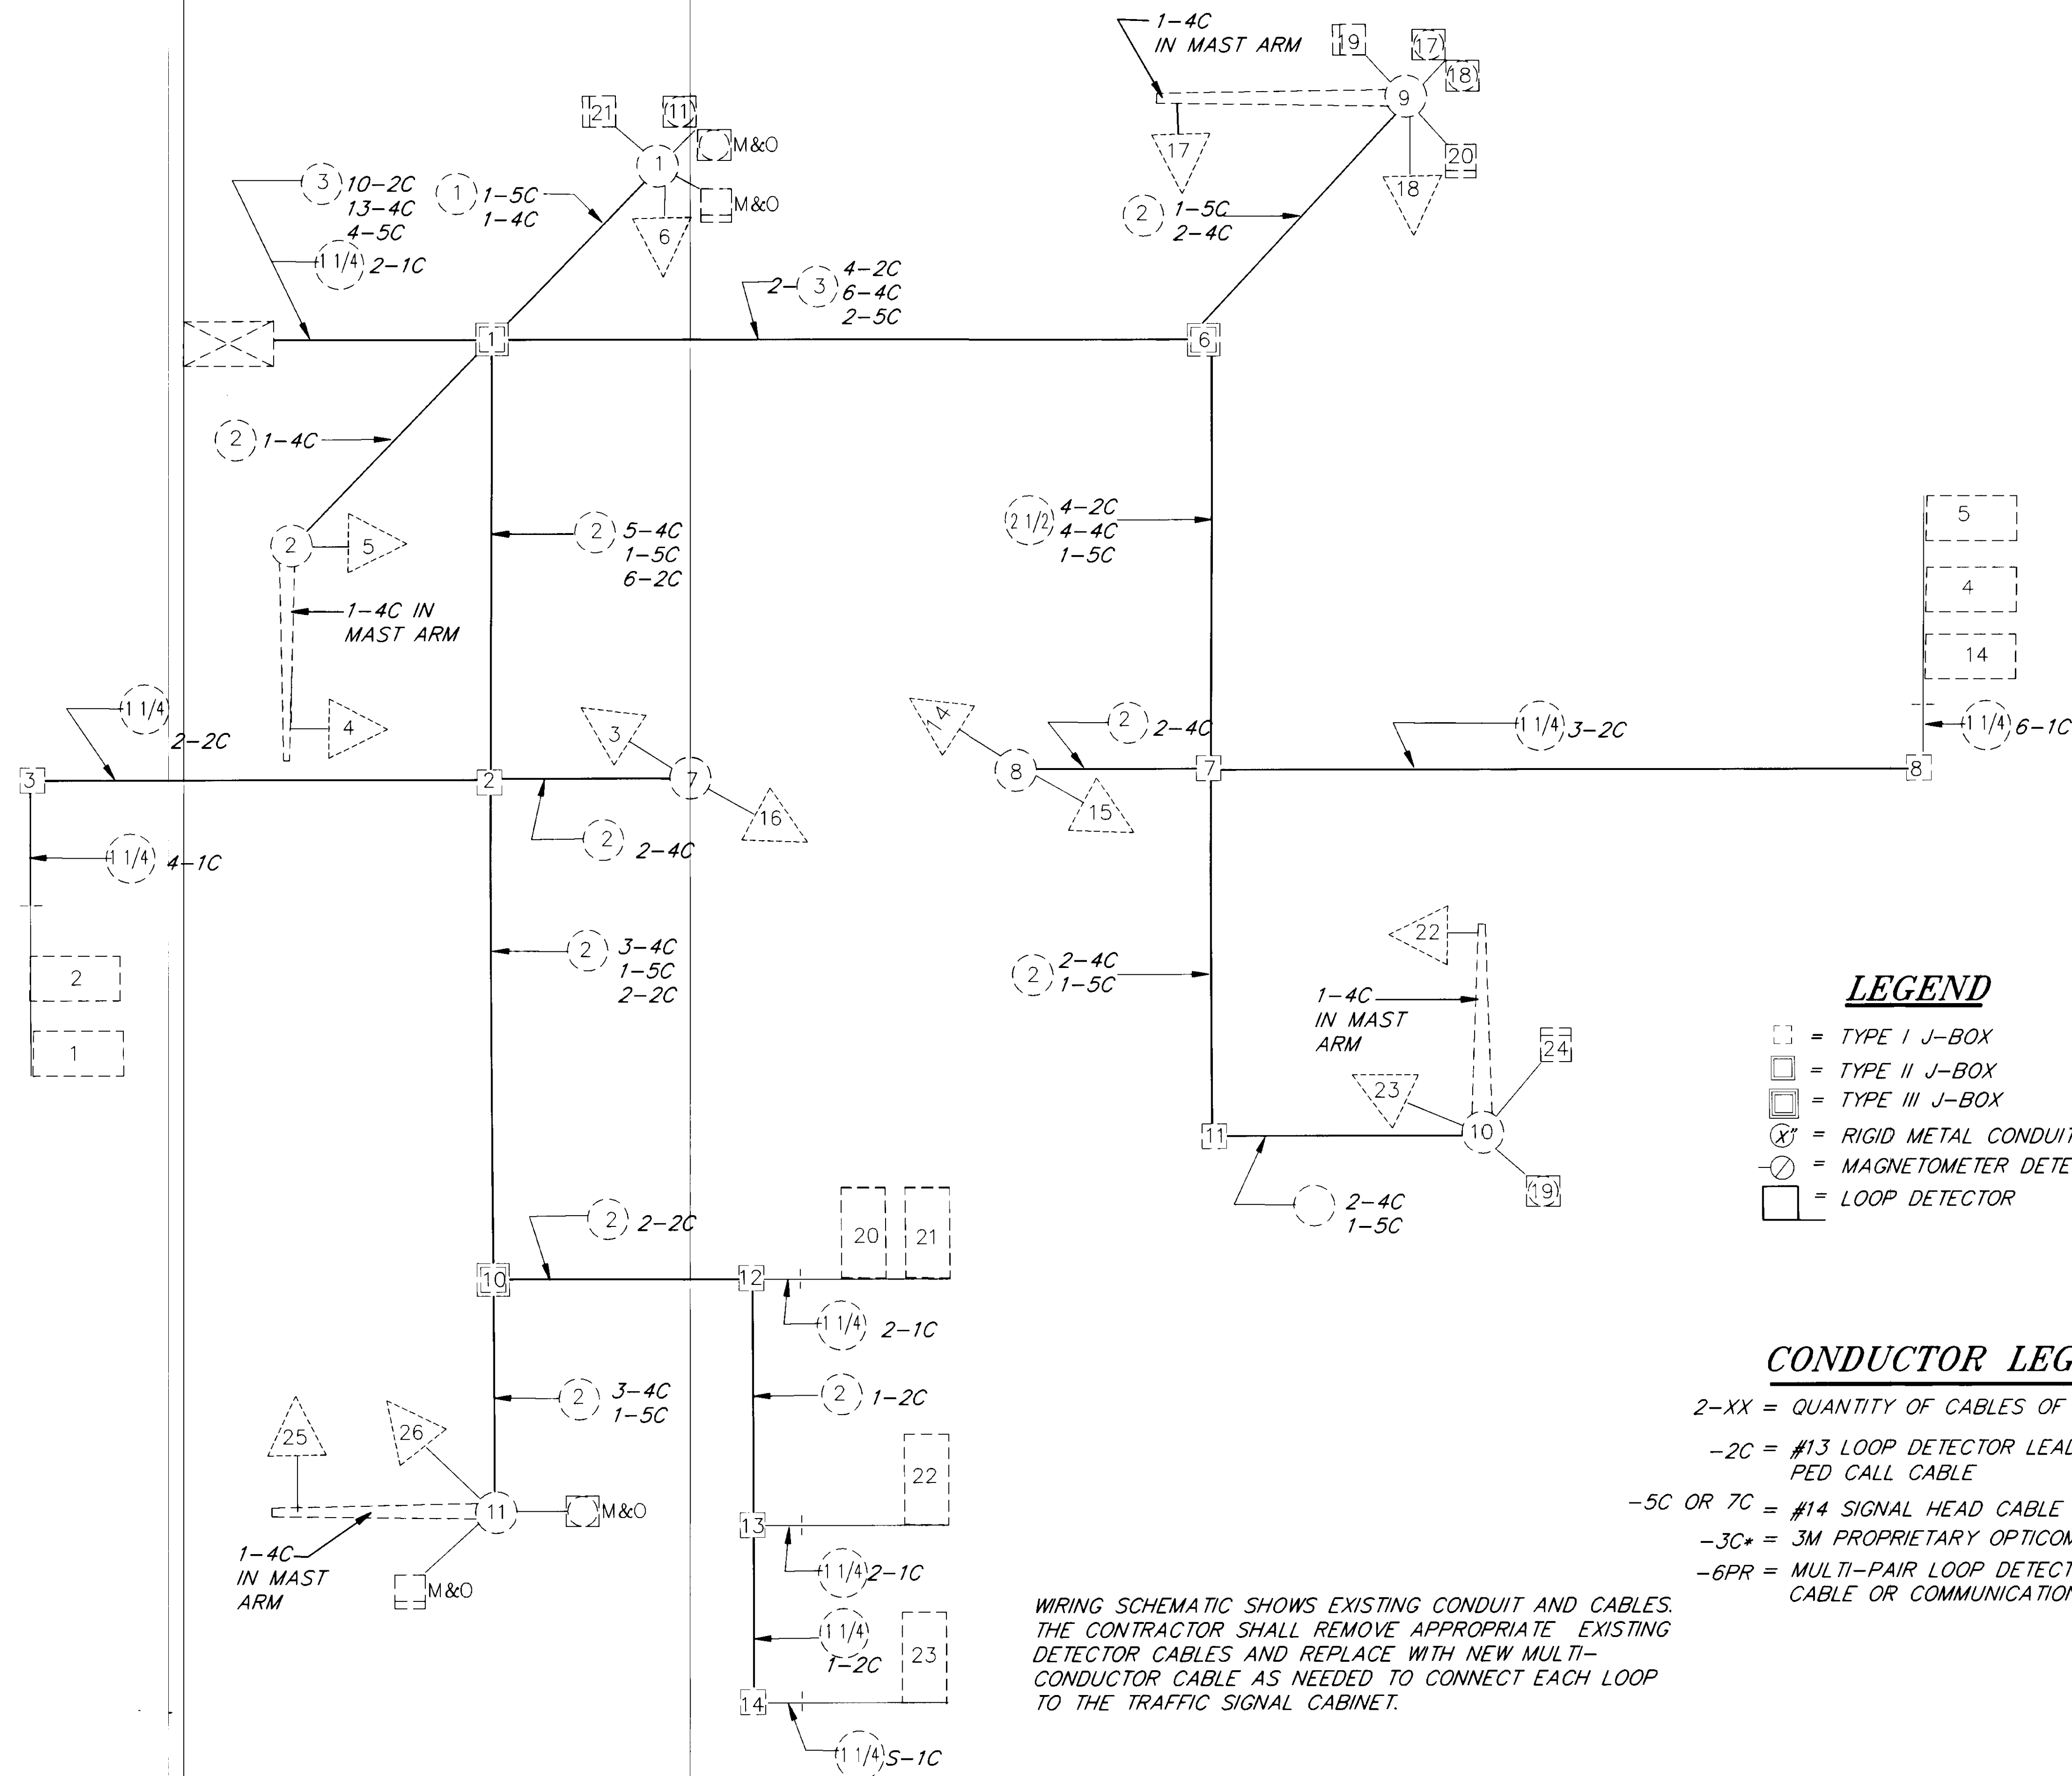 1-4C
IN MAST ARM
19
17
18
9
17
18
20
21
11
M&O
1
M&O
6
3 10-2C
13-4C
4-5C
1 1/4 2-1C
1 1-5C
1-4C
2 1-5C
2-4C
2- 3 4-2C
6-4C
2-5C
1
6
2 1-4C
2
5
1-4C IN
MAST ARM
4
2 5-4C
1-5C
6-2C
2 1/2 4-2C
4-4C
1-5C
5
4
14
1 1/4 6-1C
1 1/4
2-2C
3
2
3
7
16
2 2-4C
14
8
15
2 2-4C
7
1 1/4 3-2C
8
1 1/4 4-1C
2
1
2 3-4C
1-5C
2-2C
2 2-4C
1-5C
22
1-4C
IN MAST
ARM
24
23
11
10
19
2-4C
1-5C
LEGEND
= TYPE I J-BOX
= TYPE II J-BOX
= TYPE III J-BOX
X" = RIGID METAL CONDUIT
= MAGNETOMETER DETE
= LOOP DETECTOR
2 2-2C
20
21
10
12
1 1/4 2-1C
2 1-2C
2 3-4C
1-5C
25
26
11
M&O
M&O
1-4C
IN MAST
ARM
22
13
1 1/4 2-1C
1 1/4
1-2C
23
14
1 1/4 S-1C
CONDUCTOR LEG
2-XX = QUANTITY OF CABLES OF
-2C = #13 LOOP DETECTOR LEAD
PED CALL CABLE
-5C OR 7C = #14 SIGNAL HEAD CABLE
-3C* = 3M PROPRIETARY OPTICOM
-6PR = MULTI-PAIR LOOP DETECT
CABLE OR COMMUNICATION
WIRING SCHEMATIC SHOWS EXISTING CONDUIT AND CABLES.
THE CONTRACTOR SHALL REMOVE APPROPRIATE EXISTING
DETECTOR CABLES AND REPLACE WITH NEW MULTI-
CONDUCTOR CABLE AS NEEDED TO CONNECT EACH LOOP
TO THE TRAFFIC SIGNAL CABINET.